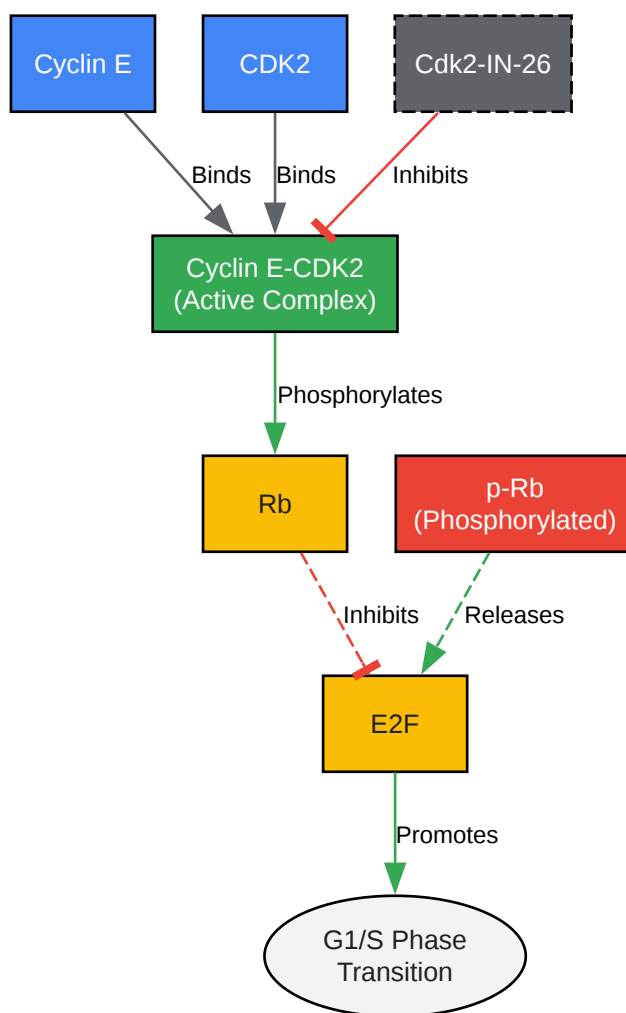 Cyclin E
CDK2
Cdk2-IN-26
Binds
Binds
Inhibits
Cyclin E-CDK2
(Active Complex)
Phosphorylates
Rb
p-Rb
(Phosphorylated)
Inhibits
Releases
E2F
Promotes
G1/S Phase
Transition